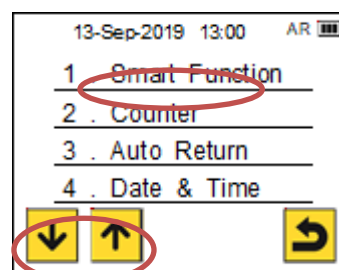 13-Sep-2019 13:00 AR
1 . Smart Function
2 . Counter
3 . Auto Return
4 . Date & Time